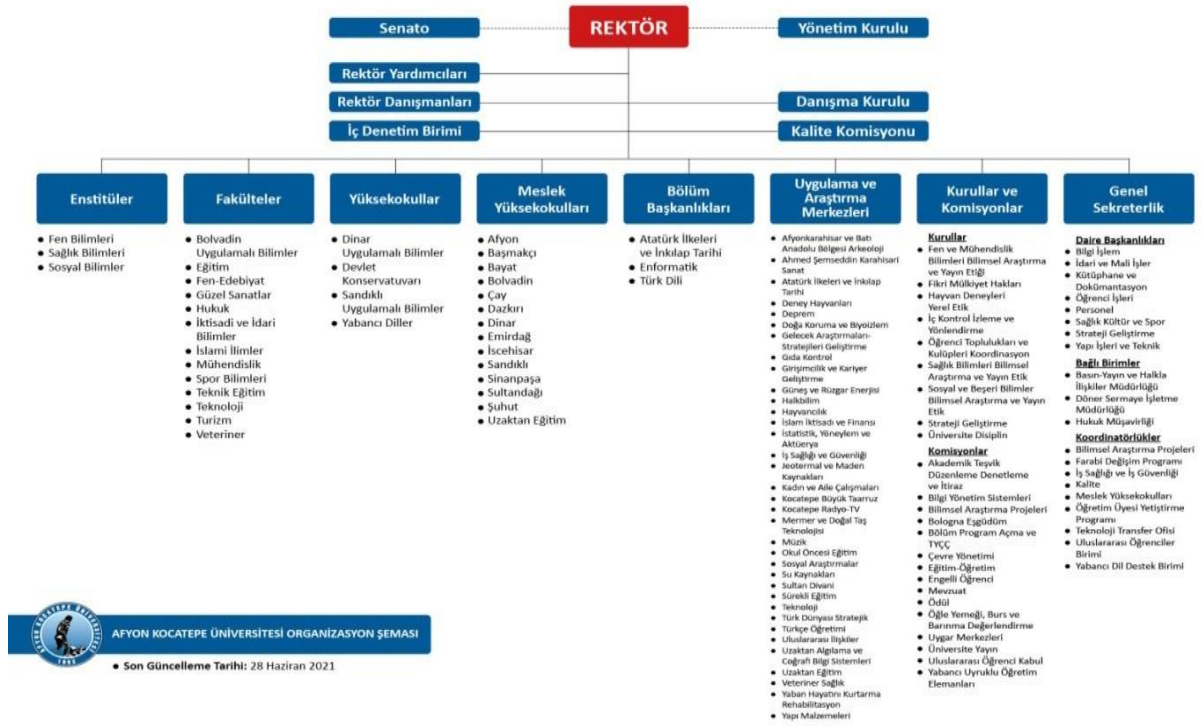 Senato
REKTÖR
Yönetim Kurulu
Rektör Yardımcıları
Rektör Danışmanları
Danışma Kurulu
İç Denetim Birimi
Kalite Komisyonu
Enstitüler
• Fen Bilimleri
• Sağlık Bilimleri
• Sosyal Bilimler
Fakülteler
• Bolvadin
Uygulamalı Bilimler
• Eğitim
• Fen-Edebiyat
• Güzel Sanatlar
• Hukuk
• İktisadi ve İdari
Bilimler
• İslami İlimler
• Mühendislik
• Spor Bilimleri
• Teknik Eğitim
• Teknoloji
• Turizm
• Veteriner
Yüksekokullar
• Dinar
Uygulamalı Bilimler
• Devlet
Konservatuvarı
• Sandıklı
Uygulamalı Bilimler
• Yabancı Diller
Meslek
Yüksekokulları
• Afyon
• Başmakçı
• Bayat
• Bolvadin
• Çay
• Dazkırı
• Dinar
• Emirdağ
• İscehisar
• Sandıklı
• Sinanpaşa
• Sultandağı
• Şuhut
• Uzaktan Eğitim
Bölüm
Başkanlıkları
• Atatürk İlkeleri
ve İnkılap Tarihi
• Enformatik
• Türk Dili
Uygulama ve
Araştırma
Merkezleri
• Afyonkarahisar ve Batı
Anadolu Bölgesi Arkeoloji
• Ahmed Şemseddin Karahisari
Sanat
• Atatürk İlkeleri ve İnkılap
Tarihi
• Deney Hayvanları
• Deprem
• Doğa Koruma ve Biyoizlem
• Gelecek Araştırmaları-
Stratejileri Geliştirme
• Gıda Kontrol
• Girişimcilik ve Kariyer
Geliştirme
• Güneş ve Rüzgar Enerjisi
• Halkbilim
• Hayvancılık
• İslam İktisadı ve Finansı
• İstatistik, Yöneylem ve
Aktüerya
• İş Sağlığı ve Güvenliği
• Jeotermal ve Maden
Kaynakları
• Kadın ve Aile Çalışmaları
• Kocatepe Büyük Taarruz
• Kocatepe Radyo-TV
• Mermer ve Doğal Taş
Teknolojisi
• Müzik
• Okul Öncesi Eğitim
• Sosyal Araştırmalar
• Su Kaynakları
• Sultan Divani
• Sürekli Eğitim
• Teknoloji
• Türk Dünyası Stratejik
• Türkçe Öğretimi
• Uluslararası İlişkiler
• Uzaktan Algılama ve
Coğrafi Bilgi Sistemleri
• Uzaktan Eğitim
• Veteriner Sağlık
• Yaban Hayatını Kurtarma
Rehabilitasyon
• Yapı Malzemeleri
Kurullar ve
Komisyonlar
Kurullar
• Fen ve Mühendislik
Bilimleri Bilimsel Araştırma
ve Yayın Etiği
• Fikri Mülkiyet Hakları
• Hayvan Deneyleri
Yerel Etik
• İç Kontrol İzleme ve
Yönlendirme
• Öğrenci Toplulukları ve
Kulüpleri Koordinasyon
• Sağlık Bilimleri Bilimsel
Araştırma ve Yayın Etik
• Sosyal ve Beşeri Bilimler
Bilimsel Araştırma ve Yayın
Etik
• Strateji Geliştirme
• Üniversite Disiplin
Komisyonlar
• Akademik Teşvik
Düzenleme Denetleme
ve İtiraz
• Bilgi Yönetim Sistemleri
• Bilimsel Araştırma Projeleri
• Bologna Eşgüdüm
• Bölüm Program Açma ve
TYÇÇ
• Çevre Yönetimi
• Eğitim-Öğretim
• Engelli Öğrenci
• Mevzuat
• Ödül
• Öğle Yemeği, Burs ve
Barınma Değerlendirme
• Uygar Merkezleri
• Üniversite Yayın
• Uluslararası Öğrenci Kabul
• Yabancı Uyruklu Öğretim
Elemanları
Genel
Sekreterlik
Daire Başkanlıkları
• Bilgi İşlem
• İdari ve Mali İşler
• Kütüphane ve
Dokümantasyon
• Öğrenci İşleri
• Personel
• Sağlık Kültür ve Spor
• Strateji Geliştirme
• Yapı İşleri ve Teknik
Bağlı Birimler
• Basın-Yayın ve Halkla
İlişkiler Müdürlüğü
• Döner Sermaye İşletme
Müdürlüğü
• Hukuk Müşavirliği
Koordinatörlükler
• Bilimsel Araştırma Projeleri
• Farabi Değişim Programı
• İş Sağlığı ve İş Güvenliği
• Kalite
• Meslek Yüksekokulları
• Öğretim Üyesi Yetiştirme
Programı
• Teknoloji Transfer Ofisi
• Uluslararası Öğrenciler
Birimi
• Yabancı Dil Destek Birimi
AFYON KOCATEPE ÜNİVERSİTESİ
1992
AFYON KOCATEPE ÜNİVERSİTESİ ORGANİZASYON ŞEMASI
• Son Güncelleme Tarihi: 28 Haziran 2021